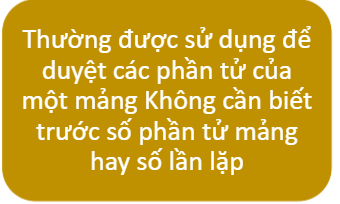 Thường được sử dụng để
duyệt các phần tử của
một mảng Không cần biết
trước số phần tử mảng
hay số lần lặp